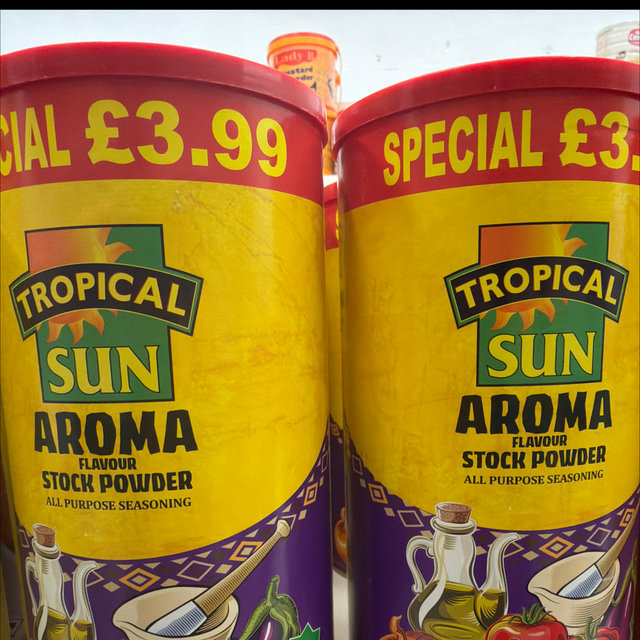 CIAL £3.99
TROPICAL
SUN
AROMA
FLAVOUR
STOCK POWDER
ALL PURPOSE SEASONING
SPECIAL £3.
TROPICAL
SUN
AROMA
FLAVOUR
STOCK POWDER
ALL PURPOSE SEASONING
Lady B